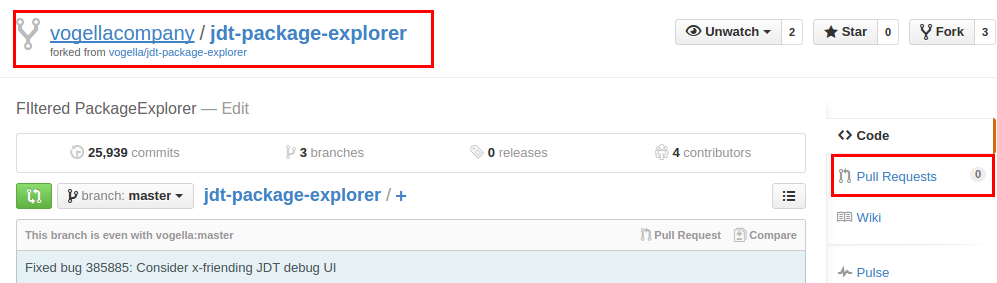 vogellacompany / jdt-package-explorer
forked from vogella/jdt-package-explorer
Unwatch 2 Star 0 Fork 3
FIltered PackageExplorer — Edit
25,939 commits 3 branches 0 releases 4 contributors
branch: master jdt-package-explorer / +
This branch is even with vogella:master Pull Request Compare
Fixed bug 385885: Consider x-friending JDT debug UI
Code
Pull Requests 0
Wiki
Pulse